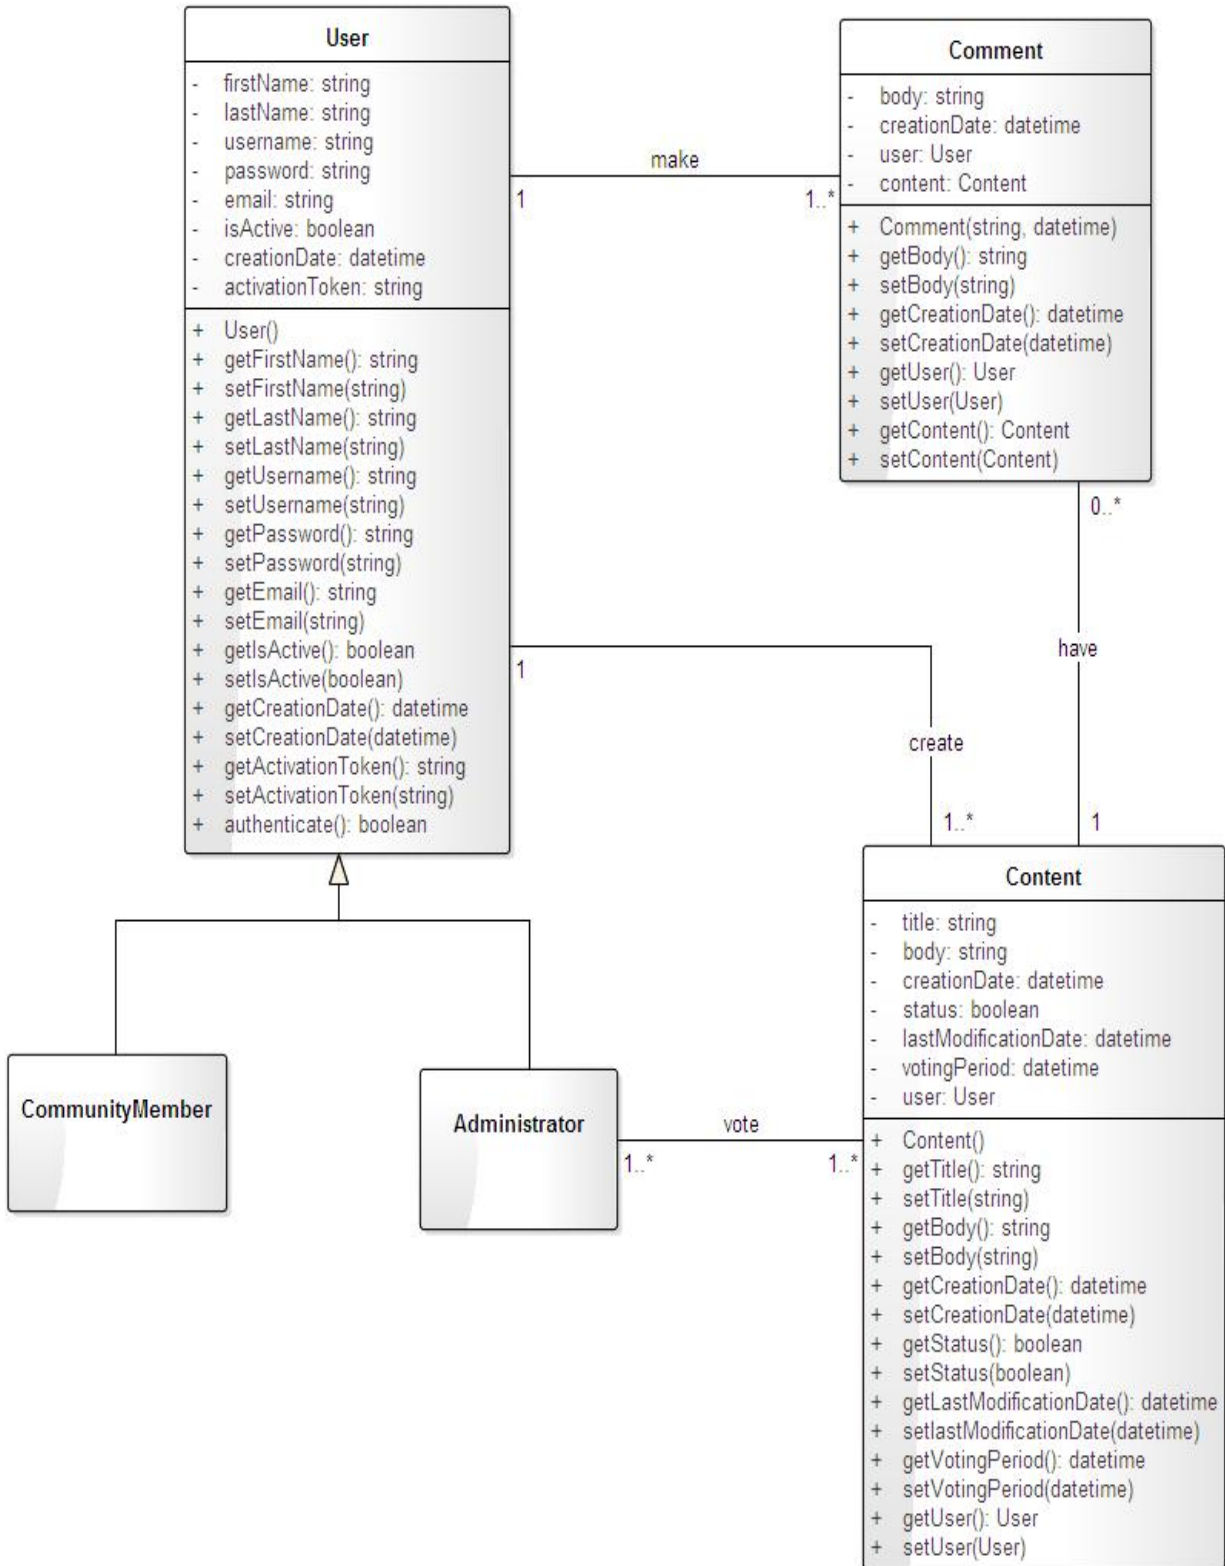 User
- firstName: string
- lastName: string
- username: string
- password: string
- email: string
- isActive: boolean
- creationDate: datetime
- activationToken: string
+ User()
+ getFirstName(): string
+ setFirstName(string)
+ getLastName(): string
+ setLastName(string)
+ getUsername(): string
+ setUsername(string)
+ getPassword(): string
+ setPassword(string)
+ getEmail(): string
+ setEmail(string)
+ getIsActive(): boolean
+ setIsActive(boolean)
+ getCreationDate(): datetime
+ setCreationDate(datetime)
+ getActivationToken(): string
+ setActivationToken(string)
+ authenticate(): boolean
make
1
1..*
Comment
- body: string
- creationDate: datetime
- user: User
- content: Content
+ Comment(string, datetime)
+ getBody(): string
+ setBody(string)
+ getCreationDate(): datetime
+ setCreationDate(datetime)
+ getUser(): User
+ setUser(User)
+ getContent(): Content
+ setContent(Content)
0..*
have
1
1
create
1..*
CommunityMember
Administrator
vote
1..*
1..*
Content
- title: string
- body: string
- creationDate: datetime
- status: boolean
- lastModificationDate: datetime
- votingPeriod: datetime
- user: User
+ Content()
+ getTitle(): string
+ setTitle(string)
+ getBody(): string
+ setBody(string)
+ getCreationDate(): datetime
+ setCreationDate(datetime)
+ getStatus(): boolean
+ setStatus(boolean)
+ getLastModificationDate(): datetime
+ setlastModificationDate(datetime)
+ getVotingPeriod(): datetime
+ setVotingPeriod(datetime)
+ getUser(): User
+ setUser(User)